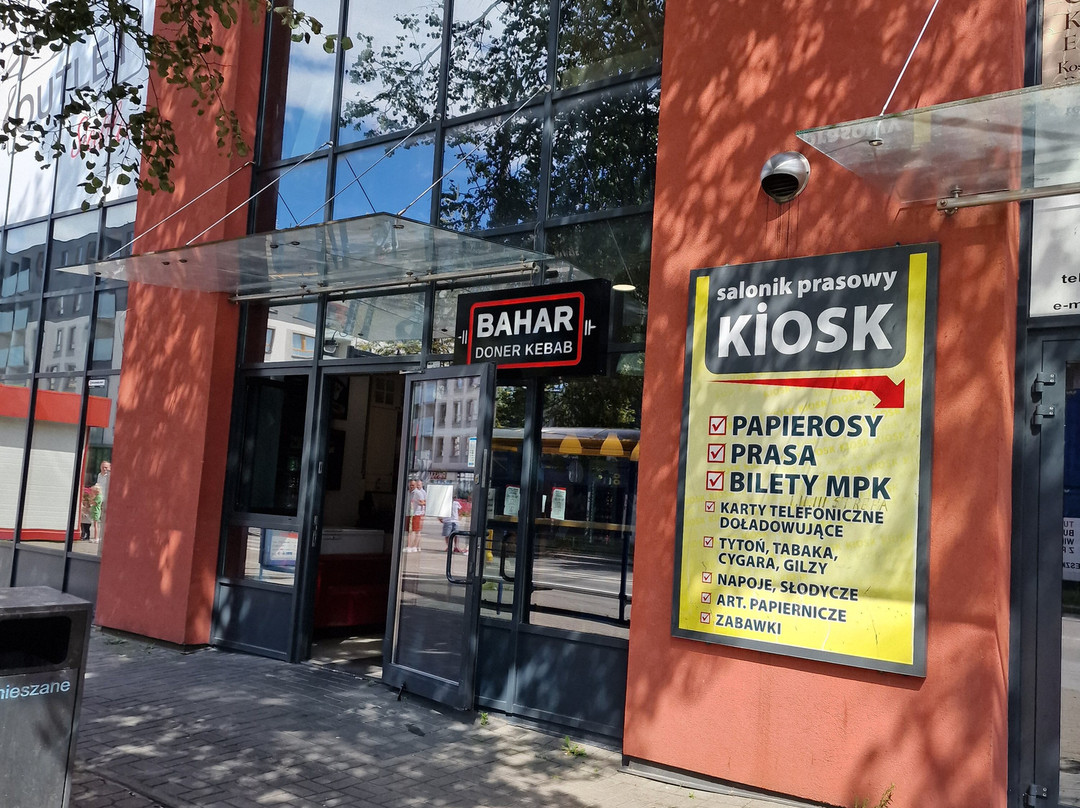 BAHAR
DONER KEBAB
salonik prasowy
KiOSK
PAPIEROSY
PRASA
BILETY MPK
KARTY TELEFONICZNE
DOŁADOWUJĄCE
TYTOŃ, TABAKA,
CYGARA, GILZY
NAPOJE, SŁODYCZE
ART. PAPIERNICZE
ZABAWKI
mieszane
tel
e-m